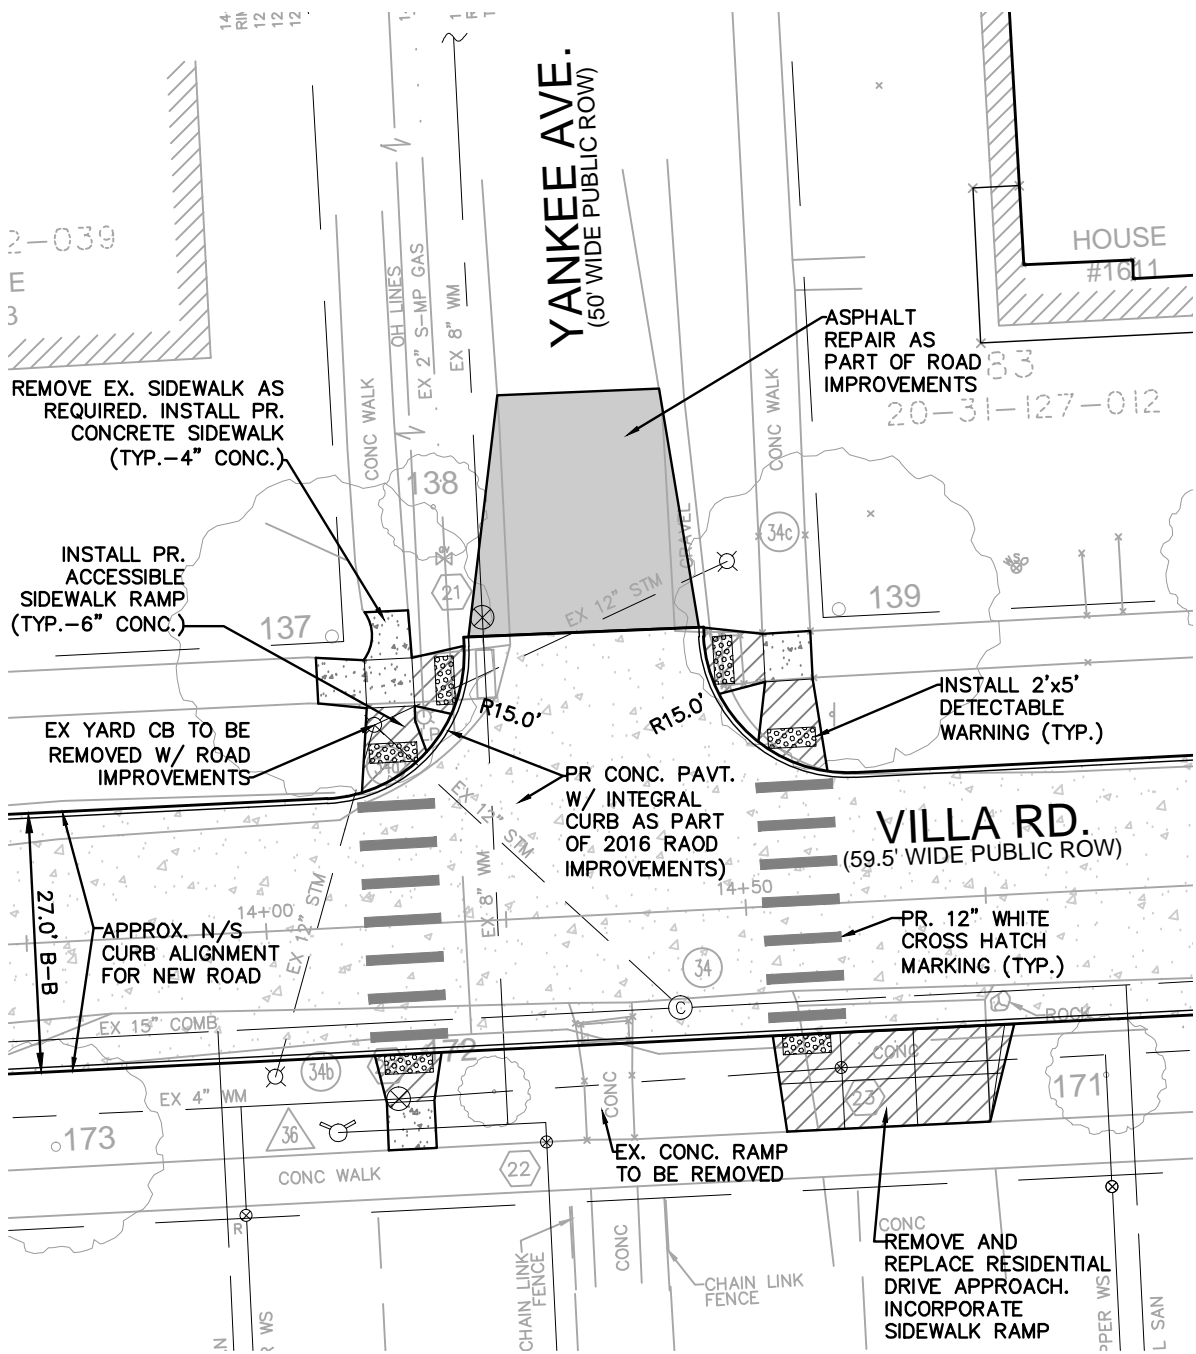 YANKEE AVE.
(50' WIDE PUBLIC ROW)
2-039
E
HOUSE
#1611
OH LINES
EX 2" S-MP GAS
EX 8" WM
CONC WALK
CONC WALK
ASPHALT
REPAIR AS
PART OF ROAD
IMPROVEMENTS
83
20-31-127-012
REMOVE EX. SIDEWALK AS
REQUIRED. INSTALL PR.
CONCRETE SIDEWALK
(TYP.-4" CONC.)
138
34c
GRAVEL
INSTALL PR.
ACCESSIBLE
SIDEWALK RAMP
(TYP.-6" CONC.)
137
21
EX 12" STM
139
R15.0'
R15.0'
INSTALL 2'x5'
DETECTABLE
WARNING (TYP.)
EX YARD CB TO BE
REMOVED W/ ROAD
IMPROVEMENTS
PR CONC. PAVT.
W/ INTEGRAL
CURB AS PART
OF 2016 RAOD
IMPROVEMENTS)
EX 12" STM
VILLA RD.
(59.5' WIDE PUBLIC ROW)
27.0' B-B
14+00
14+50
EX 12" STM
EX 8" WM
APPROX. N/S
CURB ALIGNMENT
FOR NEW ROAD
PR. 12" WHITE
CROSS HATCH
MARKING (TYP.)
34
C
EX 15" COMB
ROCK
172
CONC
34b
EX 4" WM
171
23
CONC
173
36
EX. CONC. RAMP
TO BE REMOVED
CONC WALK
22
R
CONC
CONC
CHAIN LINK
FENCE
CHAIN LINK
FENCE
REMOVE AND
REPLACE RESIDENTIAL
DRIVE APPROACH.
INCORPORATE
SIDEWALK RAMP
AN
R WS
PPER WS
L SAN